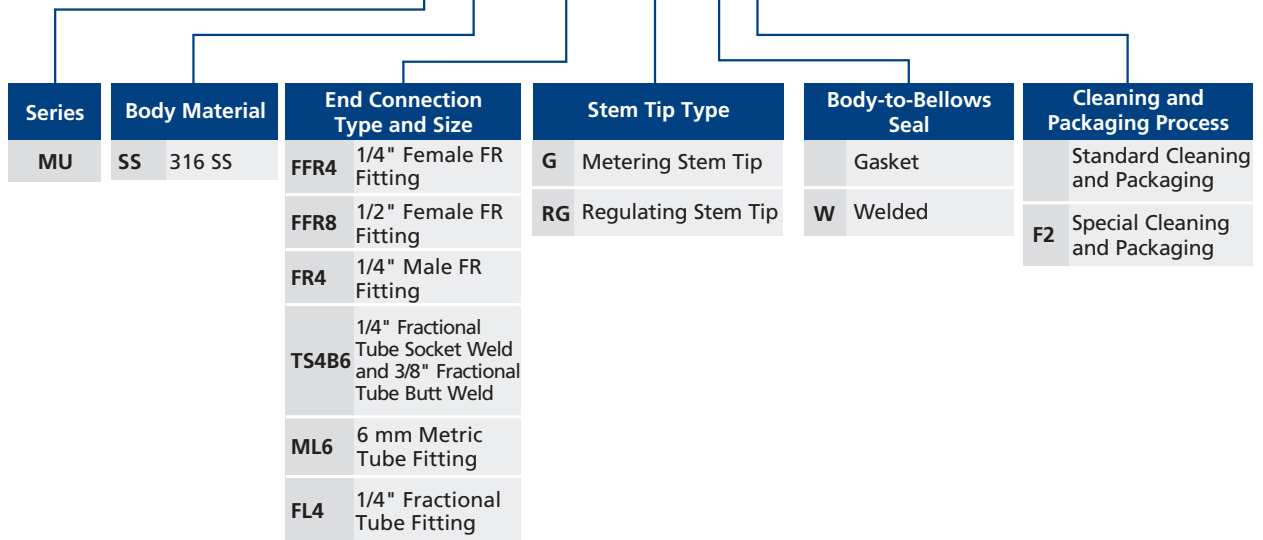 Series
MU
Body Material
SS 316 SS
End Connection
Type and Size
FFR4 1/4" Female FR
Fitting
FFR8 1/2" Female FR
Fitting
FR4 1/4" Male FR
Fitting
TS4B6 1/4" Fractional
Tube Socket Weld
and 3/8" Fractional
Tube Butt Weld
ML6 6 mm Metric
Tube Fitting
FL4 1/4" Fractional
Tube Fitting
Stem Tip Type
G Metering Stem Tip
RG Regulating Stem Tip
Body-to-Bellows
Seal
Gasket
W Welded
Cleaning and
Packaging Process
Standard Cleaning
and Packaging
F2 Special Cleaning
and Packaging